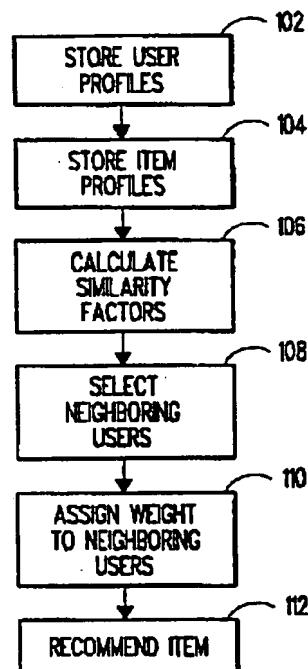 102
STORE USER
PROFILES
104
STORE ITEM
PROFILES
106
CALCULATE
SIMILARITY
FACTORS
108
SELECT
NEIGHBORING
USERS
110
ASSIGN WEIGHT
TO NEIGHBORING
USERS
112
RECOMMEND ITEM